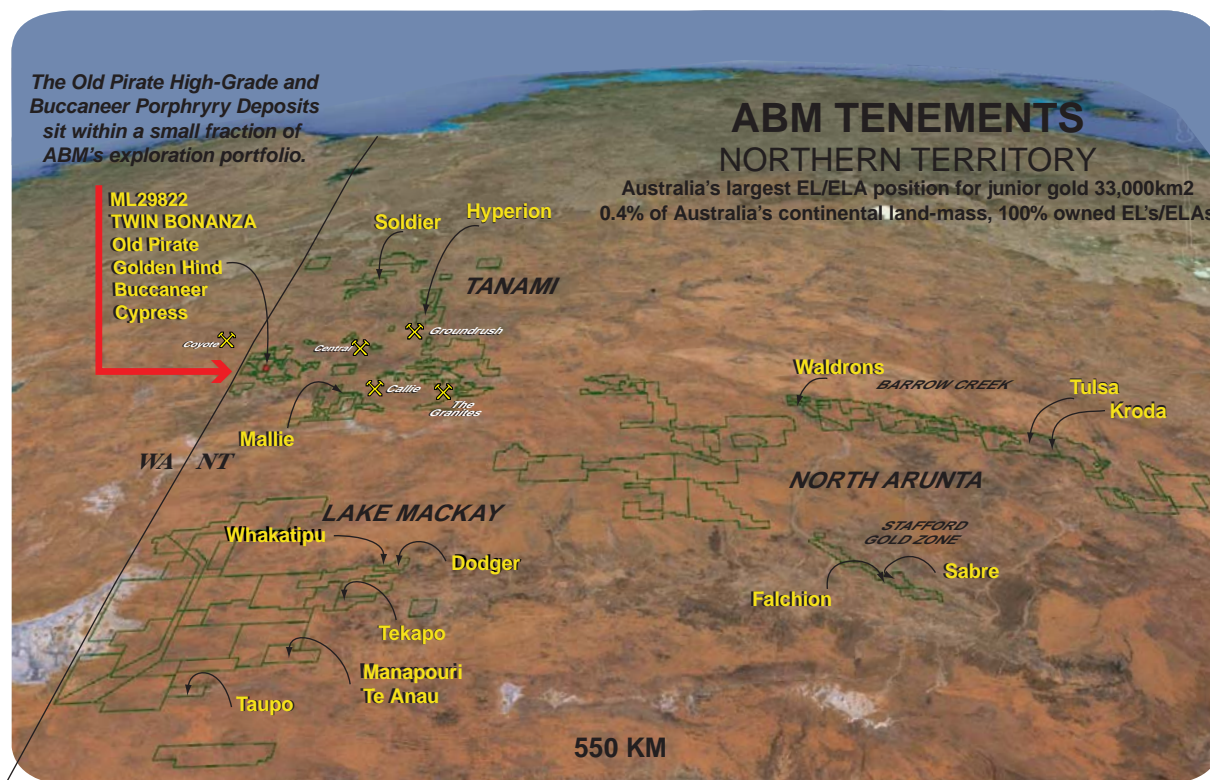 The Old Pirate High-Grade and
Buccaneer Porphryry Deposits
sit within a small fraction of
ABM's exploration portfolio.
ABM TENEMENTS
NORTHERN TERRITORY
Australia's largest EL/ELA position for junior gold 33,000km2
0.4% of Australia's continental land-mass, 100% owned EL's/ELAs
ML29822
TWIN BONANZA
Old Pirate
Golden Hind
Buccaneer
Cypress
Soldier
Hyperion
TANAMI
Coyote
Central
Groundrush
Callie
The
Granites
Mallie
WA NT
Waldrons
BARROW CREEK
Tulsa
Kroda
NORTH ARUNTA
STAFFORD
GOLD ZONE
Sabre
Falchion
LAKE MACKAY
Whakatipu
Dodger
Tekapo
Manapouri
Te Anau
Taupo
550 KM